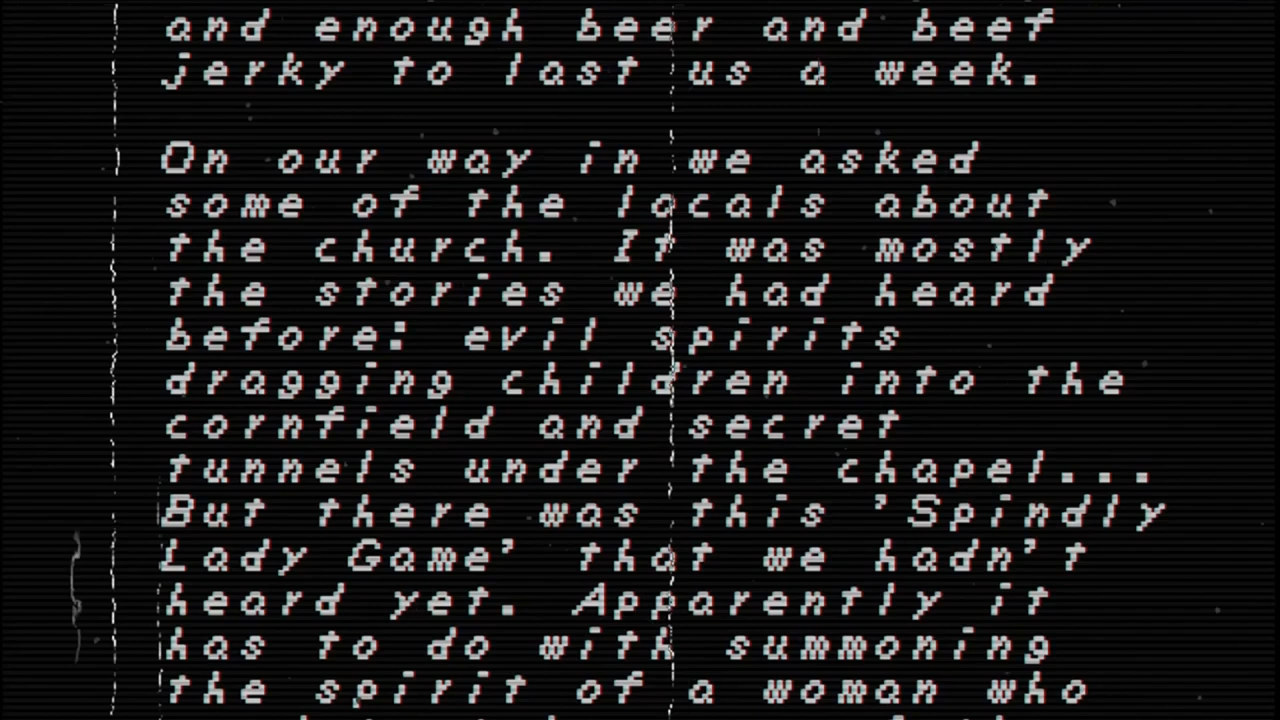 and enough beer and beef
jerky to last us a week.
On our way in we asked
some of the locals about
the church. It was mostly
the stories we had heard
before: evil spirits
dragging children into the
cornfield and secret
tunnels under the chapel...
But there was this 'Spindly
Lady Game' that we hadn't
heard yet. Apparently it
has to do with summoning
the spirit of a woman who